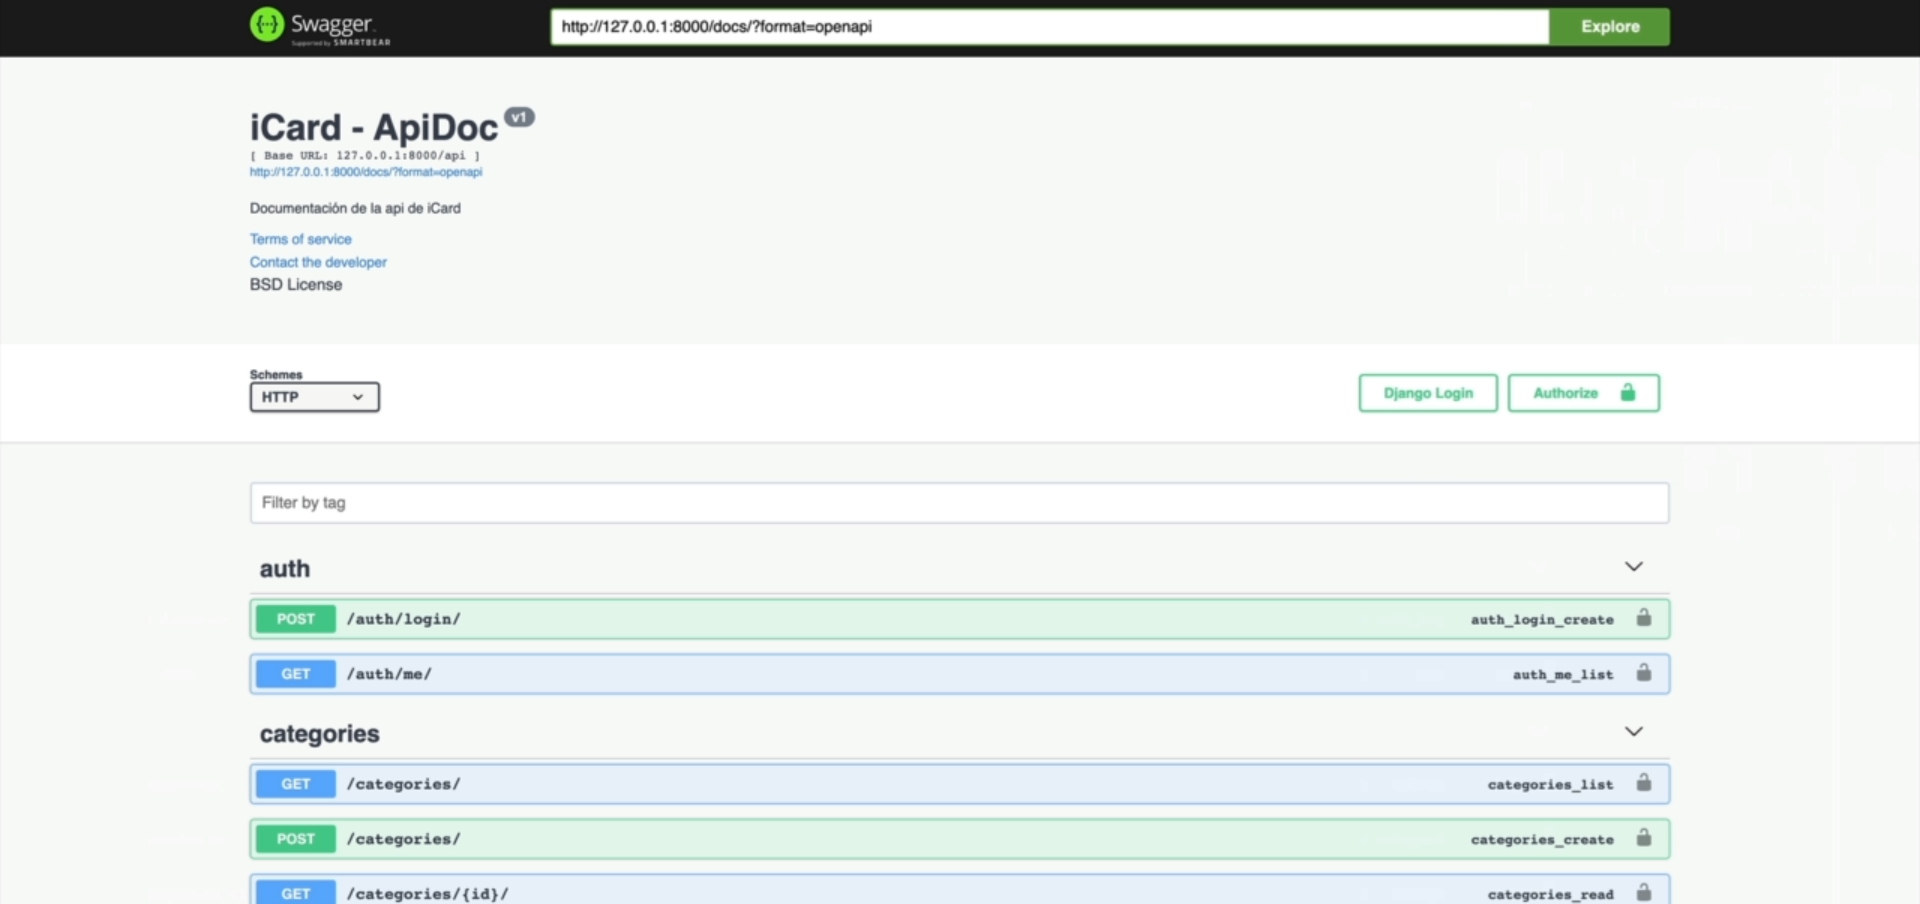 Swagger.
Supported by SMARTBEAR
http://127.0.0.1:8000/docs/?format=openapi
Explore
iCard - ApiDoc v1
[ Base URL: 127.0.0.1:8000/api ]
http://127.0.0.1:8000/docs/?format=openapi
Documentación de la api de iCard
Terms of service
Contact the developer
BSD License
Schemes
HTTP
Django Login
Authorize
Filter by tag
auth
POST /auth/login/ auth_login_create
GET /auth/me/ auth_me_list
categories
GET /categories/ categories_list
POST /categories/ categories_create
GET /categories/{id}/ categories_read